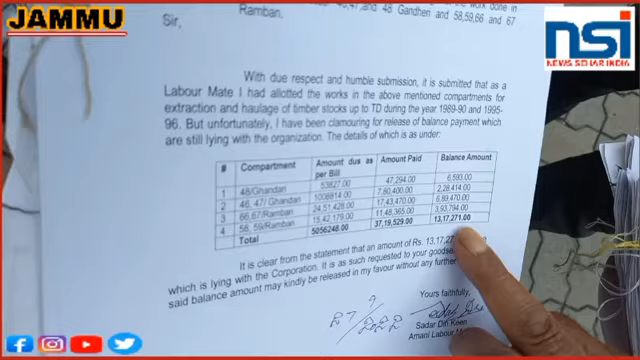 JAMMU
nsi
NEWS SEHAR INDIA
and 48 Gandheri and 58,59,66 and 67
Ramban.
Sir,
With due respect and humble submission, it is submitted that as a
Labour Mate I had allotted the works in the above mentioned compartments for
extraction and haulage of timber stocks up to TD during the year 1989-90 and 1995-
96. But unfortunately, I have been clamouring for release of balance payment which
are still lying with the organization. The details of which is as under:
# Compartment Amount dus as per Bill Amount Paid Balance Amount
1 48/Ghandari 53827.00 47,294.00 6,593.00
2 46, 47/ Ghandari 1008814.00 7,80,400.00 2,28,414.00
3 66,67/Ramban 24,51,428.00 17,43,470.00 6,89,470.00
4 58, 59/Ramban 15,42,179.00 11,48,365.00 3,93,794.00
Total 5056248.00 37,19,529.00 13,17,271.00
It is clear from the statement that an amount of Rs. 13,17,27
which is lying with the Corporation. It is as such requested to your
said balance amount may kindly be released in my favour without any further
Yours faithfully,
Sadar Din Keen
Amani Labour